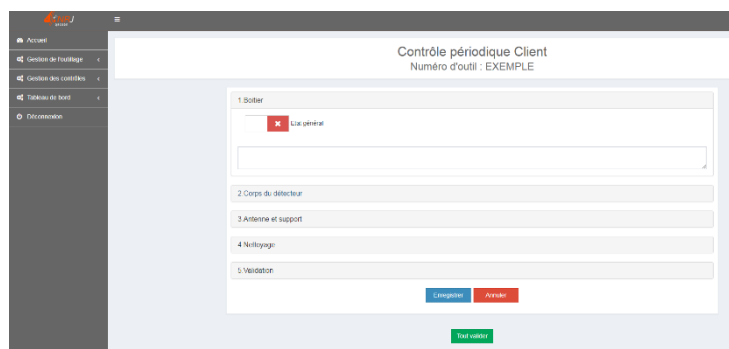 Accueil
Gestion de l'outillage
Gestion des contrôles
Tableau de bord
Déconnexion
Contrôle périodique Client
Numéro d'outil : EXEMPLE
1.Boitier
Etat général
2.Corps du détecteur
3.Antenne et support
4.Nettoyage
5.Validation
Enregistrer Annuler
Tout valider